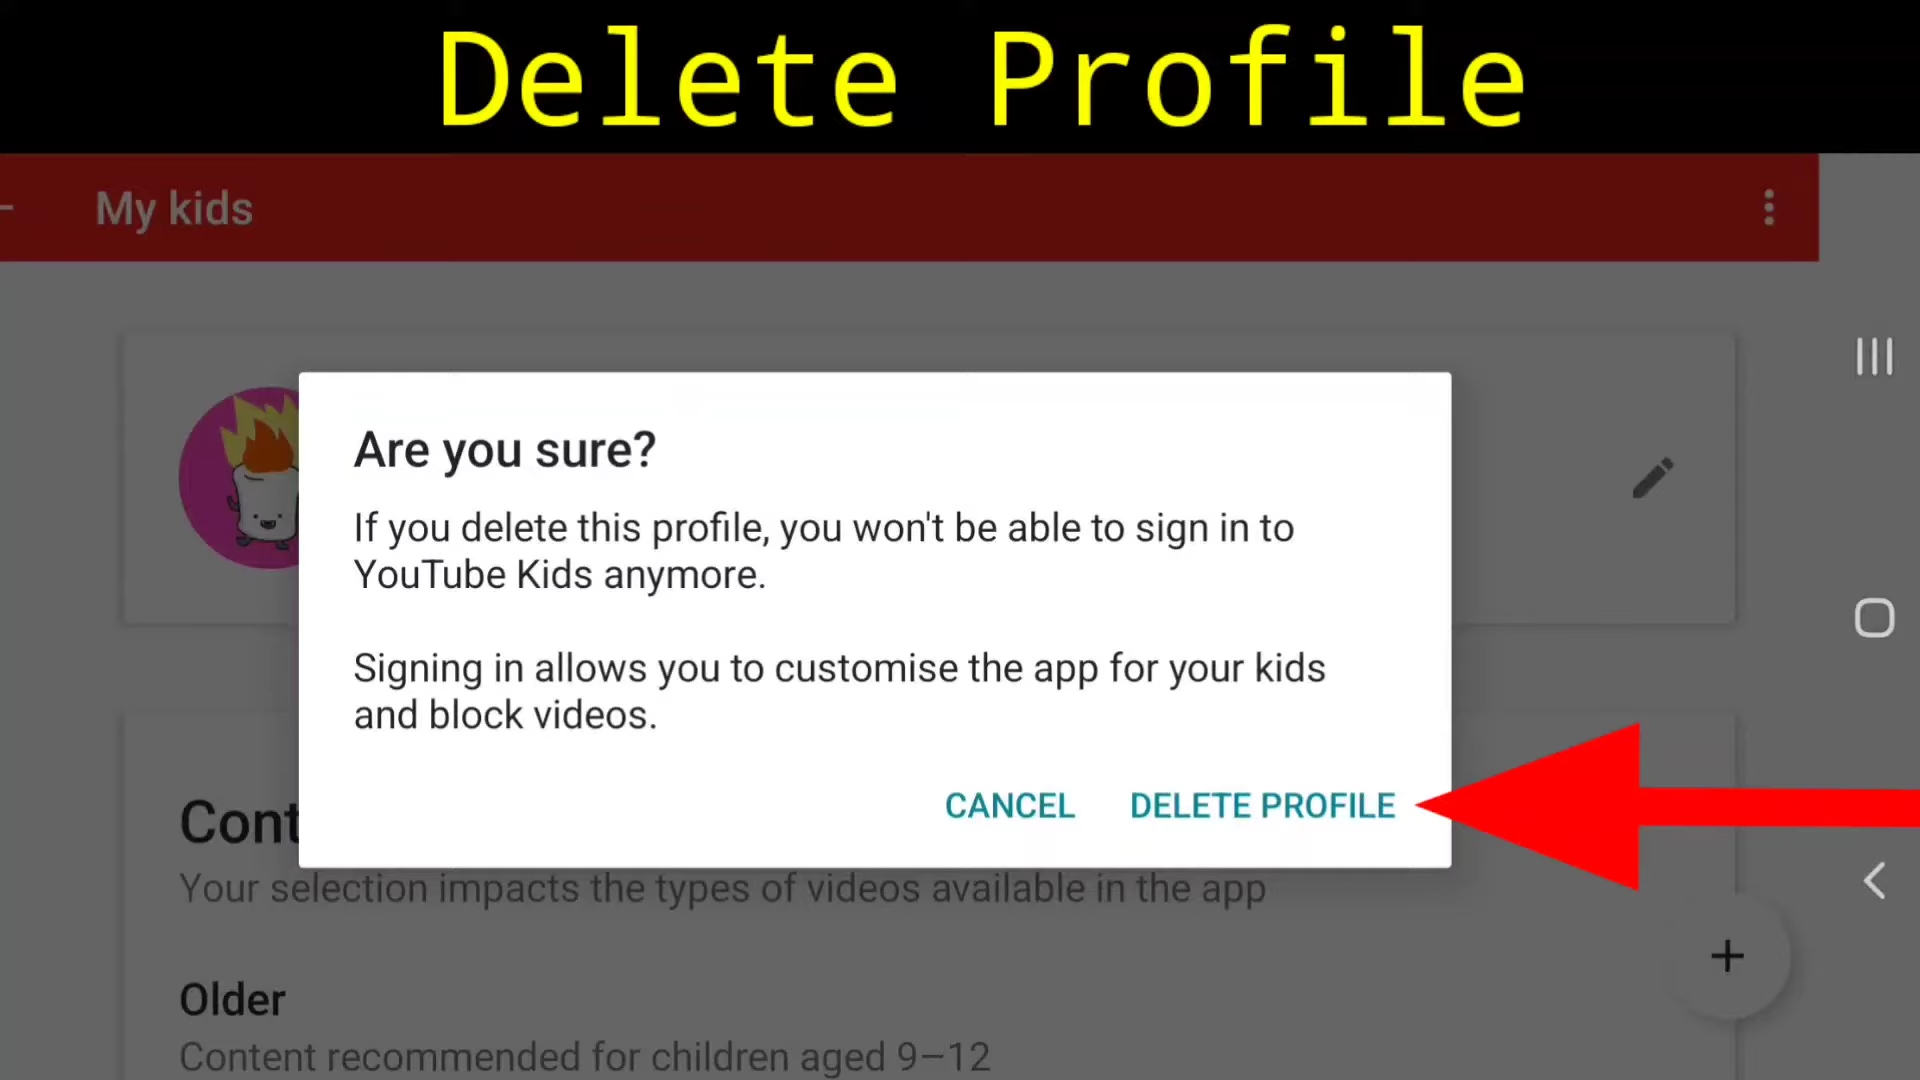 Delete Profile
My kids
Are you sure?
If you delete this profile, you won't be able to sign in to
YouTube Kids anymore.
Signing in allows you to customise the app for your kids
and block videos.
CANCEL DELETE PROFILE
Cont
Your selection impacts the types of videos available in the app
Older
Content recommended for children aged 9–12